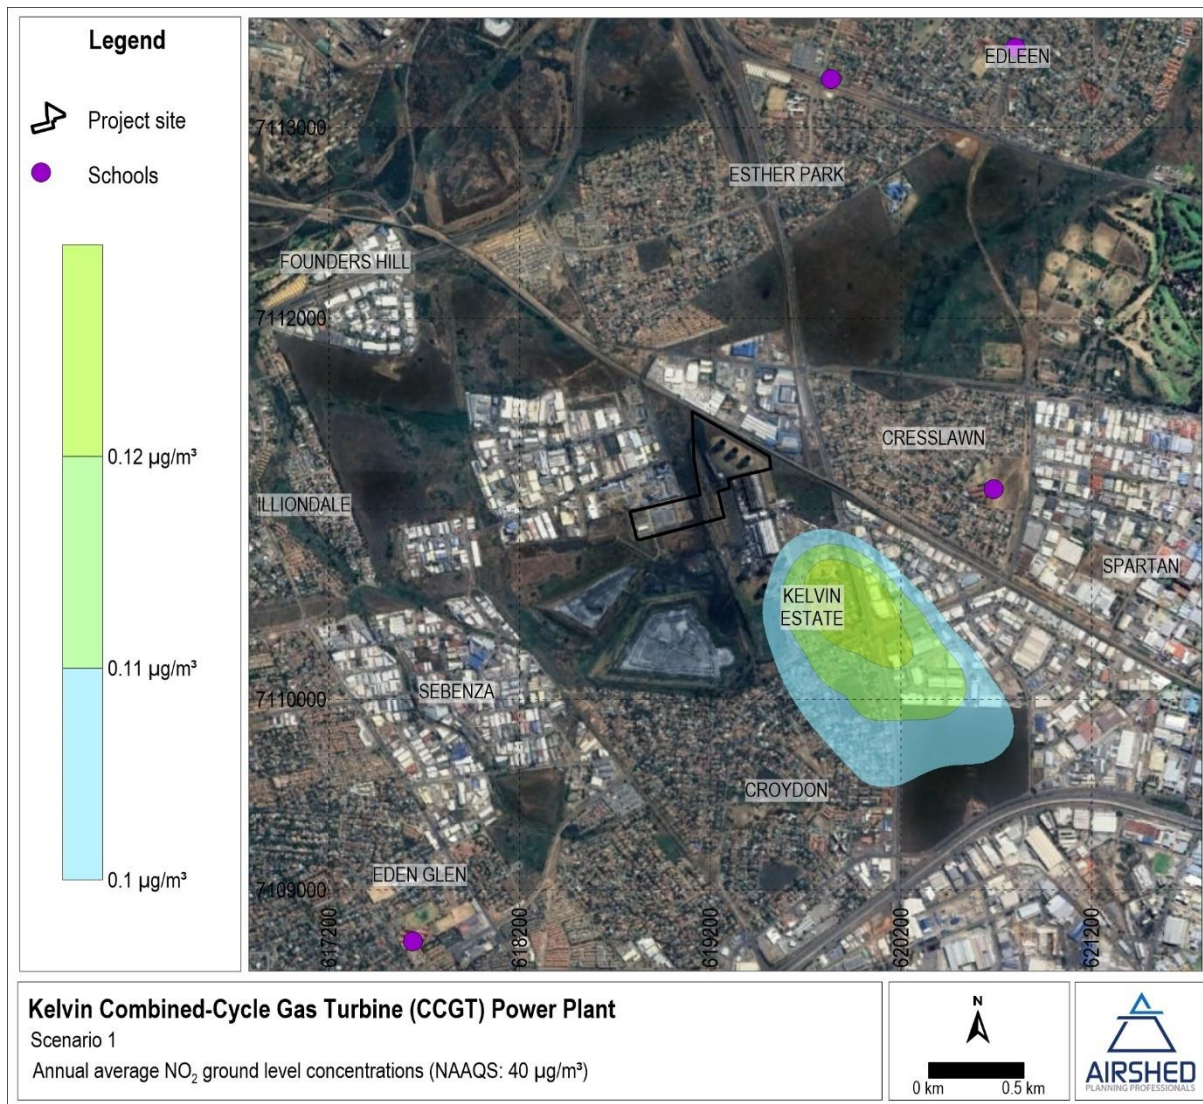 Legend
Project site
Schools
0.12 µg/m³
0.11 µg/m³
0.1 µg/m³
EDLEEN
7113000
ESTHER PARK
FOUNDERS HILL
7112000
CRESSLAWN
ILLIONDALE
SPARTAN
KELVIN
ESTATE
SEBENZA
7110000
CROYDON
EDEN GLEN
7109000
617200
618200
619200
620200
621200
Kelvin Combined-Cycle Gas Turbine (CCGT) Power Plant
Scenario 1
Annual average NO₂ ground level concentrations (NAAQS: 40 µg/m³)
N
0 km 0.5 km
AIRSHED
PLANNING PROFESSIONALS